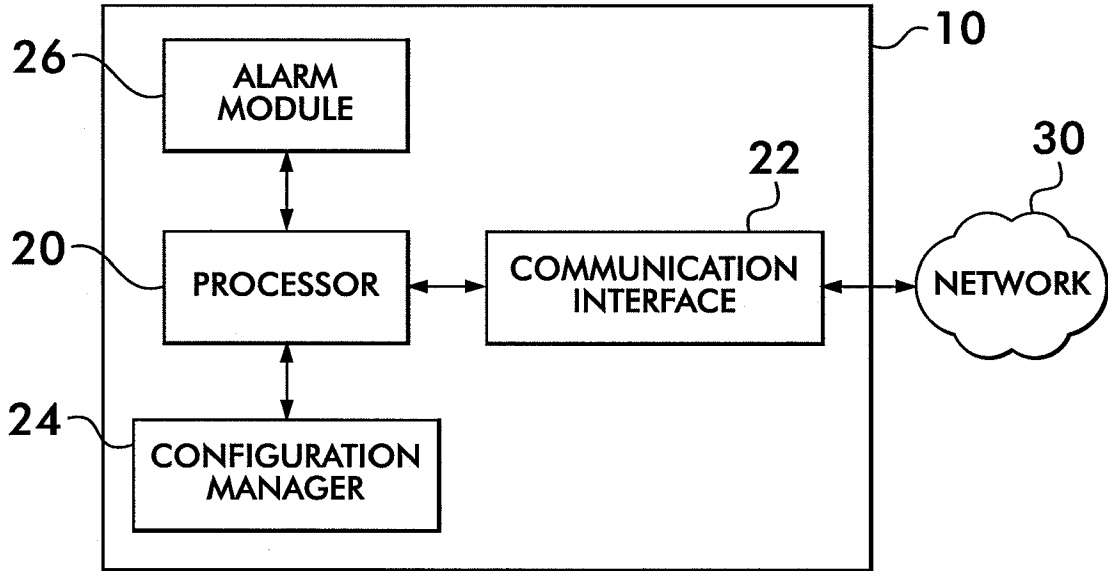 10
26
ALARM
MODULE
22
30
20
PROCESSOR
COMMUNICATION
INTERFACE
NETWORK
24
CONFIGURATION
MANAGER